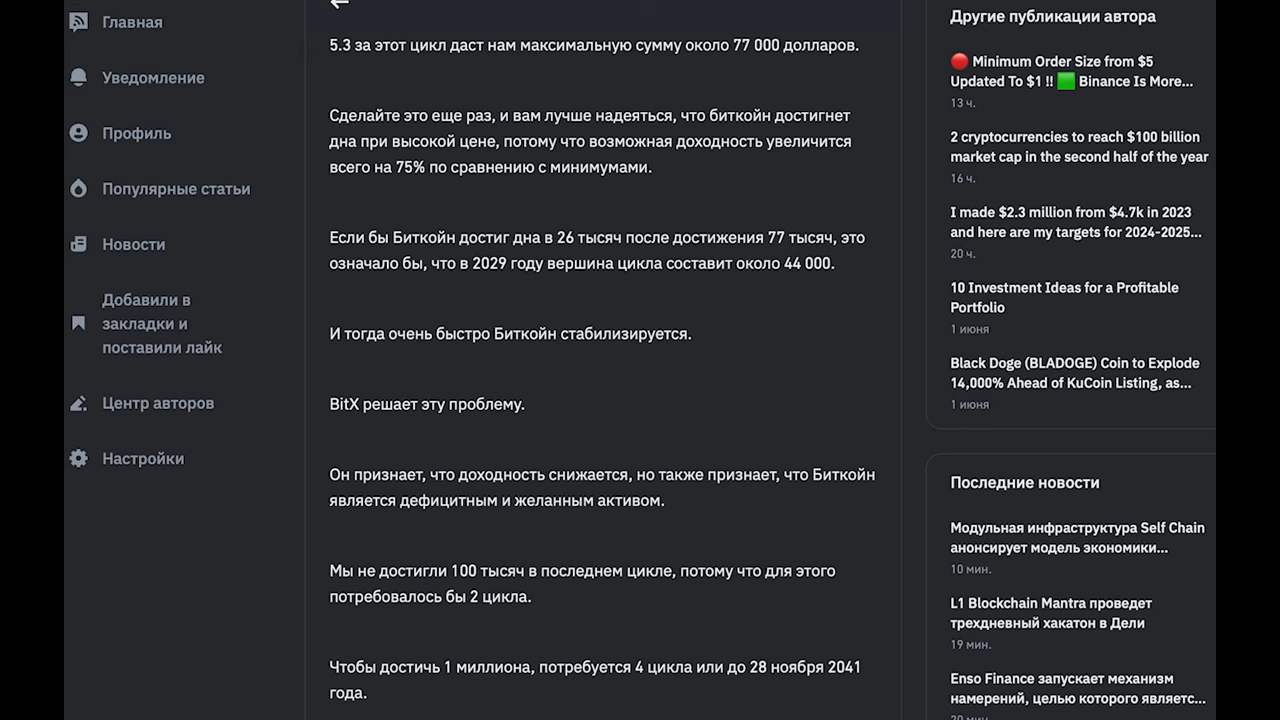 Главная
Уведомление
Профиль
Популярные статьи
Новости
Добавили в
закладки и
поставили лайк
Центр авторов
Настройки
5.3 за этот цикл даст нам максимальную сумму около 77 000 долларов.
Сделайте это еще раз, и вам лучше надеяться, что биткойн достигнет
дна при высокой цене, потому что возможная доходность увеличится
всего на 75% по сравнению с минимумами.
Если бы Биткойн достиг дна в 26 тысяч после достижения 77 тысяч, это
означало бы, что в 2029 году вершина цикла составит около 44 000.
И тогда очень быстро Биткойн стабилизируется.
BitX решает эту проблему.
Он признает, что доходность снижается, но также признает, что Биткойн
является дефицитным и желанным активом.
Мы не достигли 100 тысяч в последнем цикле, потому что для этого
потребовалось бы 2 цикла.
Чтобы достичь 1 миллиона, потребуется 4 цикла или до 28 ноября 2041
года.
Другие публикации автора
Minimum Order Size from $5
Updated To $1 !! Binance Is More...
13 ч.
2 cryptocurrencies to reach $100 billion
market cap in the second half of the year
16 ч.
I made $2.3 million from $4.7k in 2023
and here are my targets for 2024-2025...
20 ч.
10 Investment Ideas for a Profitable
Portfolio
1 июня
Black Doge (BLADOGE) Coin to Explode
14,000% Ahead of KuCoin Listing, as...
1 июня
Последние новости
Модульная инфраструктура Self Chain
анонсирует модель экономики...
10 мин.
L1 Blockchain Mantra проведет
трехдневный хакатон в Дели
19 мин.
Enso Finance запускает механизм
намерений, целью которого являетс...